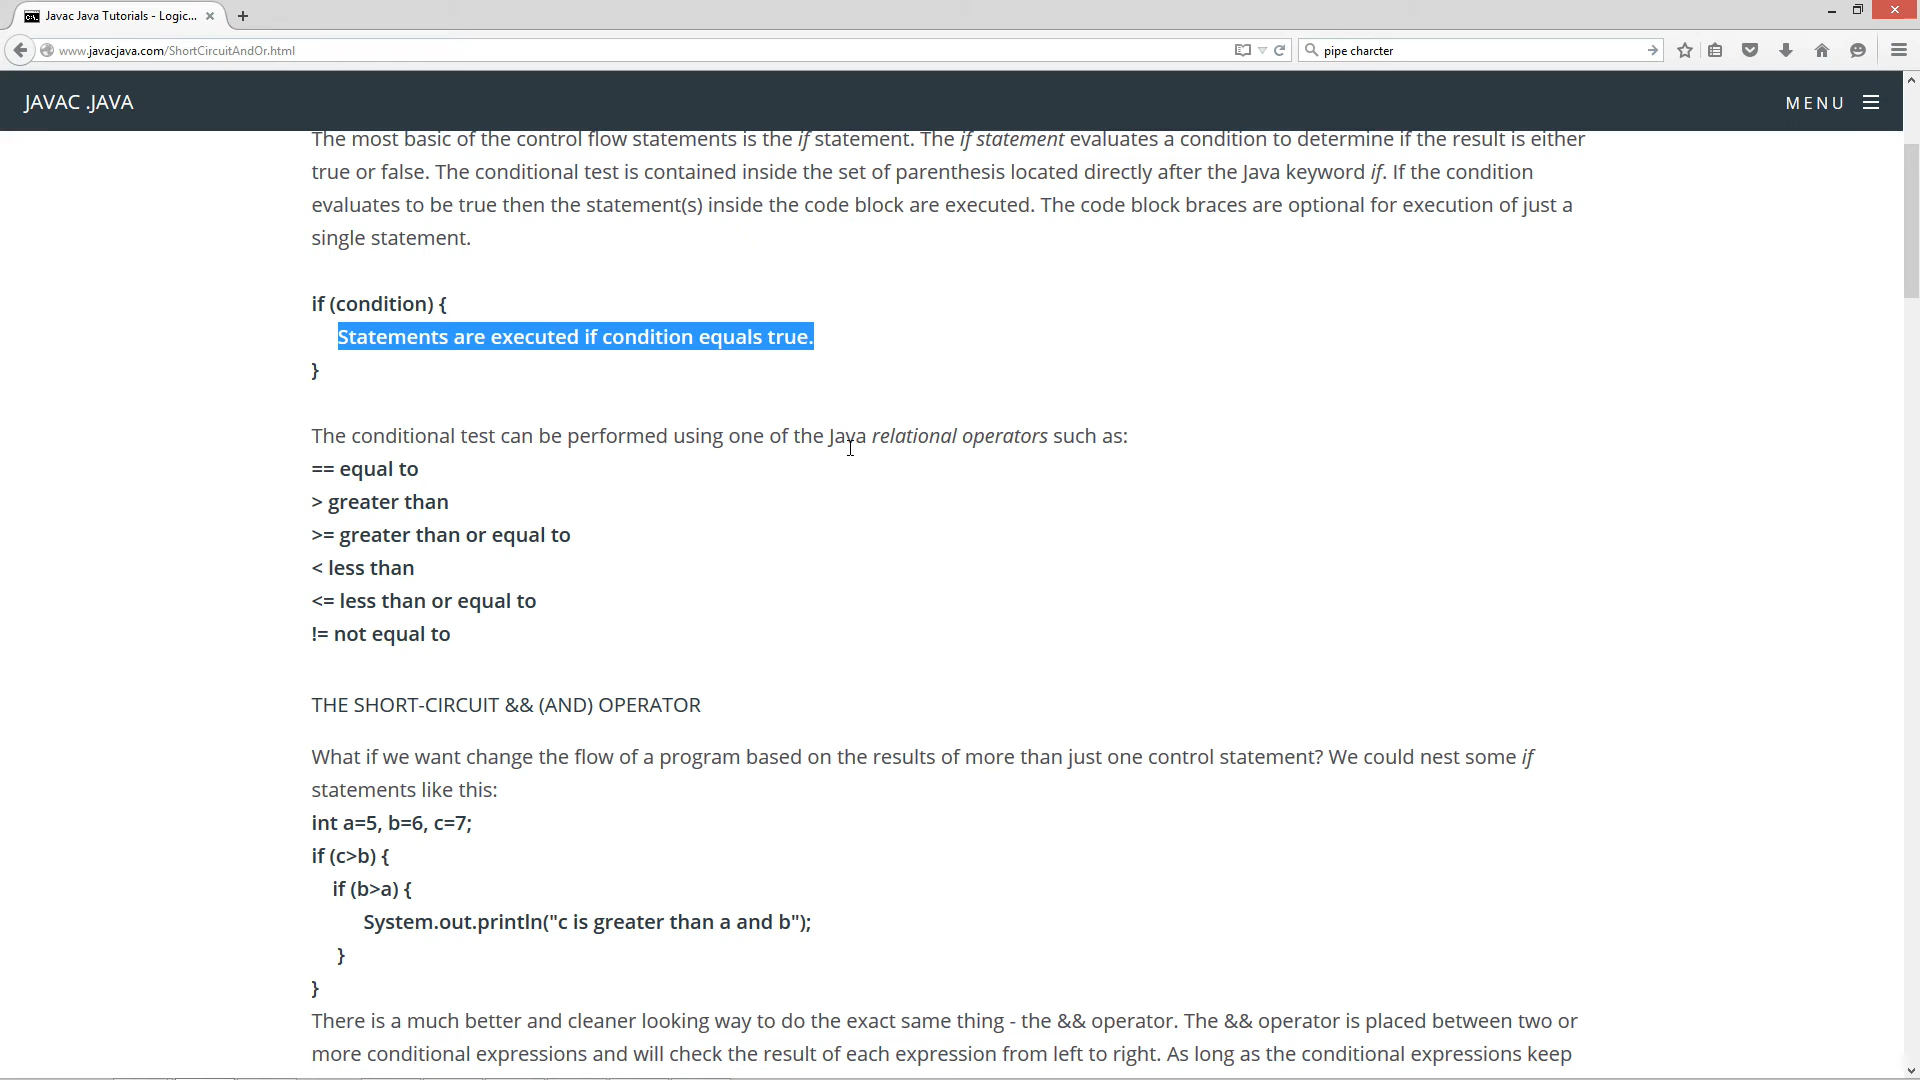 Javac Java Tutorials - Logic...
www.javacjava.com/ShortCircuitAndOr.html
pipe charcter
JAVAC .JAVA
MENU
The most basic of the control flow statements is the if statement. The if statement evaluates a condition to determine if the result is either
true or false. The conditional test is contained inside the set of parenthesis located directly after the Java keyword if. If the condition
evaluates to be true then the statement(s) inside the code block are executed. The code block braces are optional for execution of just a
single statement.
if (condition) {
Statements are executed if condition equals true.
}
The conditional test can be performed using one of the Java relational operators such as:
== equal to
> greater than
>= greater than or equal to
< less than
<= less than or equal to
!= not equal to
THE SHORT-CIRCUIT && (AND) OPERATOR
What if we want change the flow of a program based on the results of more than just one control statement? We could nest some if
statements like this:
int a=5, b=6, c=7;
if (c>b) {
if (b>a) {
System.out.println("c is greater than a and b");
}
}
There is a much better and cleaner looking way to do the exact same thing - the && operator. The && operator is placed between two or
more conditional expressions and will check the result of each expression from left to right. As long as the conditional expressions keep